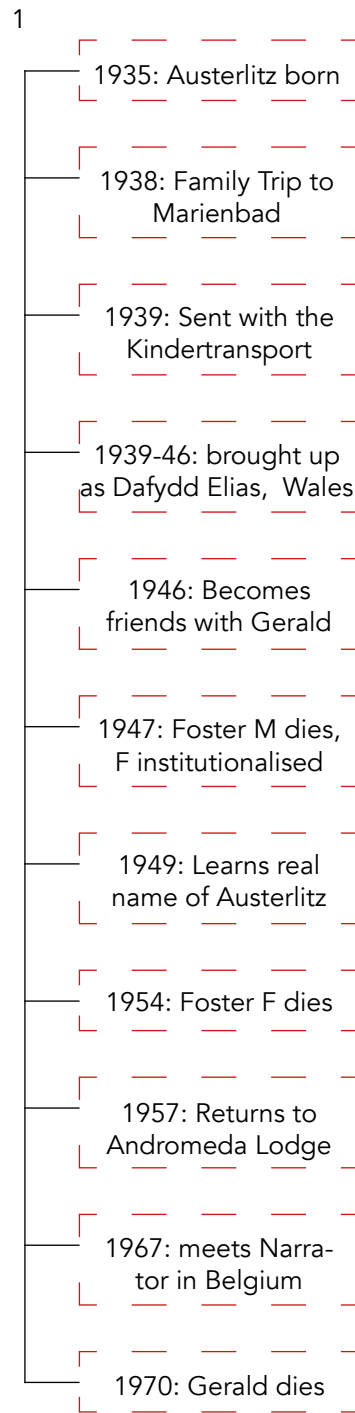 1
1935: Austerlitz born
1938: Family Trip to
Marienbad
1939: Sent with the
Kindertransport
1939-46: brought up
as Dafydd Elias,  Wales
1946: Becomes
friends with Gerald
1947: Foster M dies,
F institutionalised
1949: Learns real
name of Austerlitz
1954: Foster F dies
1957: Returns to
Andromeda Lodge
1967: meets Narra-
tor in Belgium
1970: Gerald dies